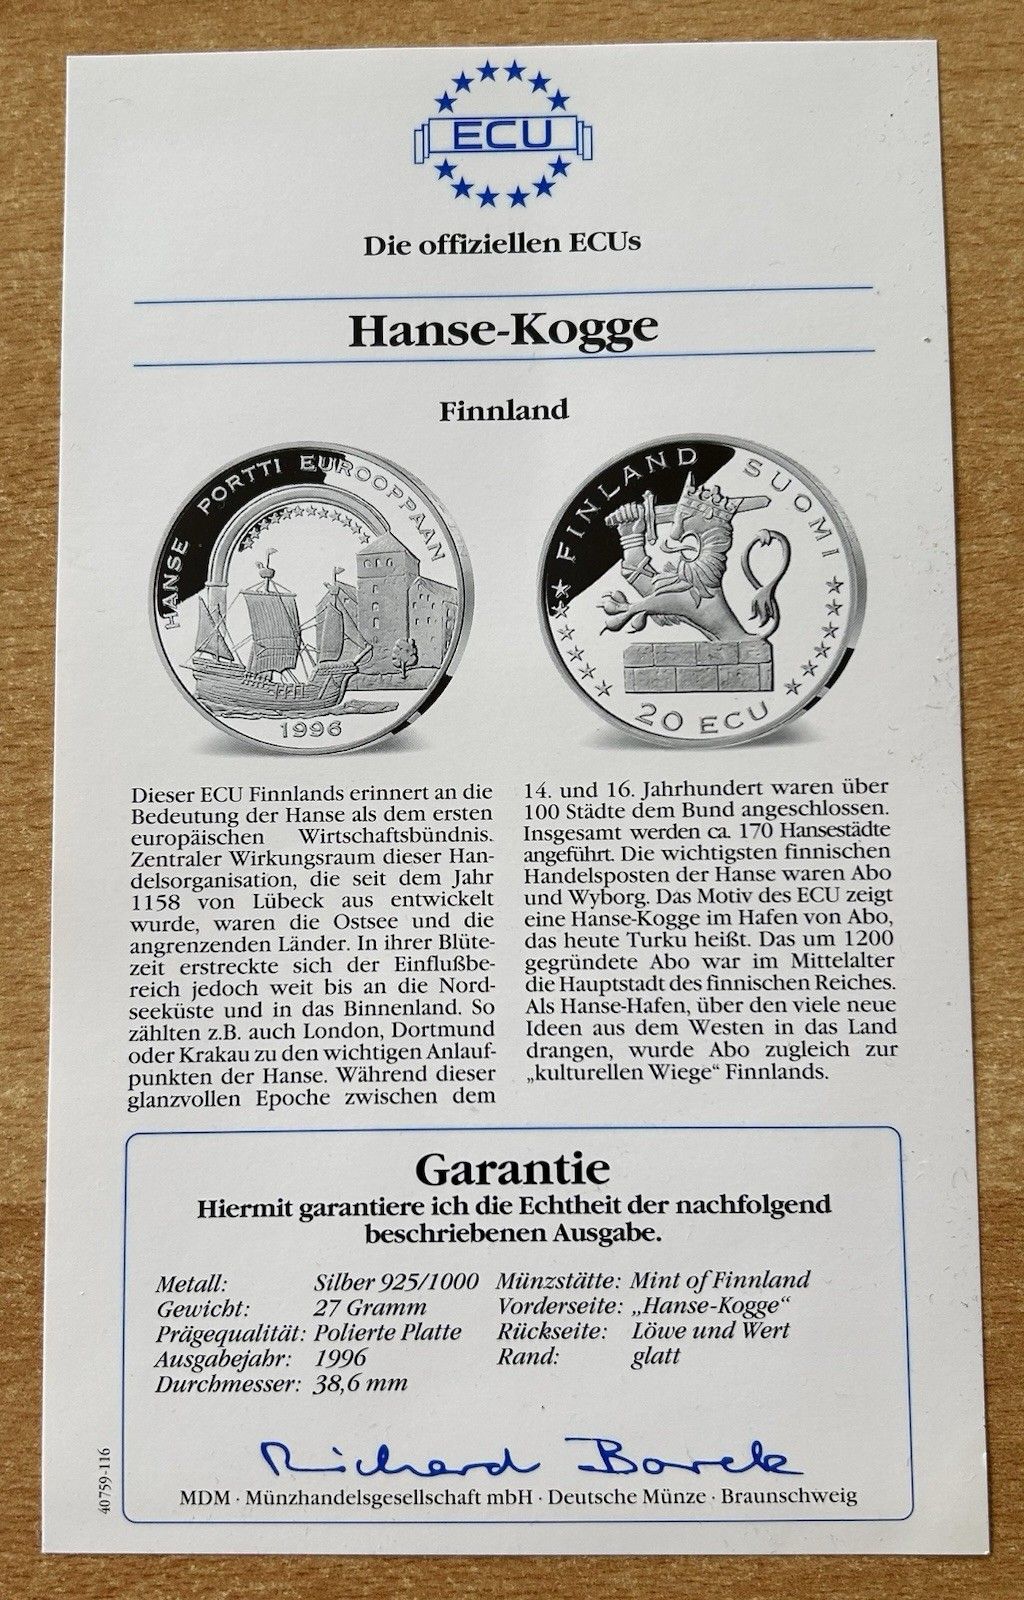 ECU
Die offiziellen ECUs
Hanse-Kogge
Finnland
HANSE PORTTI EUROOPPAAN
1996
FINLAND SUOMI
20 ECU
Dieser ECU Finnlands erinnert an die
Bedeutung der Hanse als dem ersten
europäischen Wirtschaftsbündnis.
Zentraler Wirkungsraum dieser Han-
delsorganisation, die seit dem Jahr
1158 von Lübeck aus entwickelt
wurde, waren die Ostsee und die
angrenzenden Länder. In ihrer Blüte-
zeit erstreckte sich der Einflußbe-
reich jedoch weit bis an die Nord-
seeküste und in das Binnenland. So
zählten z.B. auch London, Dortmund
oder Krakau zu den wichtigen Anlauf-
punkten der Hanse. Während dieser
glanzvollen Epoche zwischen dem
14. und 16. Jahrhundert waren über
100 Städte dem Bund angeschlossen.
Insgesamt werden ca. 170 Hansestädte
angeführt. Die wichtigsten finnischen
Handelsposten der Hanse waren Abo
und Wyborg. Das Motiv des ECU zeigt
eine Hanse-Kogge im Hafen von Abo,
das heute Turku heißt. Das um 1200
gegründete Abo war im Mittelalter
die Hauptstadt des finnischen Reiches.
Als Hanse-Hafen, über den viele neue
Ideen aus dem Westen in das Land
drangen, wurde Abo zugleich zur
„kulturellen Wiege“ Finnlands.
Garantie
Hiermit garantiere ich die Echtheit der nachfolgend
beschriebenen Ausgabe.
Metall: Silber 925/1000
Gewicht: 27 Gramm
Prägequalität: Polierte Platte
Ausgabejahr: 1996
Durchmesser: 38,6 mm
Münzstätte: Mint of Finnland
Vorderseite: „Hanse-Kogge“
Rückseite: Löwe und Wert
Rand: glatt
Richard Borek
MDM · Münzhandelsgesellschaft mbH · Deutsche Münze · Braunschweig
40759-116